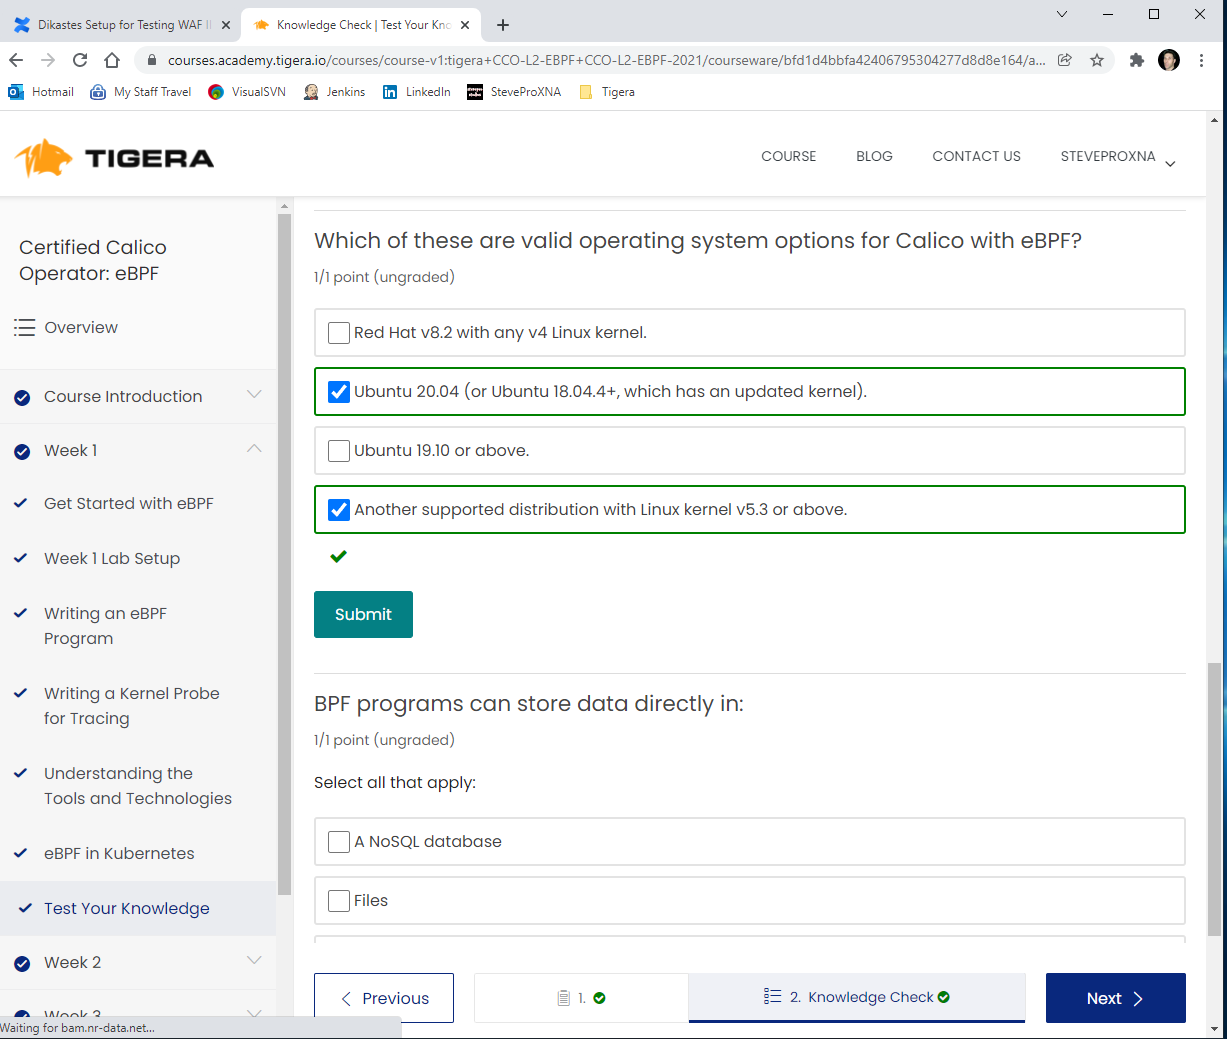 Dikastes Setup for Testing WAF I
Knowledge Check | Test Your Kno
courses.academy.tigera.io/courses/course-v1:tigera+CCO-L2-EBPF+CCO-L2-EBPF-2021/courseware/bfd1d4bbfa42406795304277d8d8e164/a...
Hotmail
My Staff Travel
VisualSVN
Jenkins
LinkedIn
SteveProXNA
Tigera
TIGERA
COURSE
BLOG
CONTACT US
STEVEPROXNA
Certified Calico
Operator: eBPF
Overview
Course Introduction
Week 1
Get Started with eBPF
Week 1 Lab Setup
Writing an eBPF
Program
Writing a Kernel Probe
for Tracing
Understanding the
Tools and Technologies
eBPF in Kubernetes
Test Your Knowledge
Week 2
Week 3
Waiting for bam.nr-data.net...
Which of these are valid operating system options for Calico with eBPF?
1/1 point (ungraded)
Red Hat v8.2 with any v4 Linux kernel.
Ubuntu 20.04 (or Ubuntu 18.04.4+, which has an updated kernel).
Ubuntu 19.10 or above.
Another supported distribution with Linux kernel v5.3 or above.
Submit
BPF programs can store data directly in:
1/1 point (ungraded)
Select all that apply:
A NoSQL database
Files
Previous
1.
2. Knowledge Check
Next